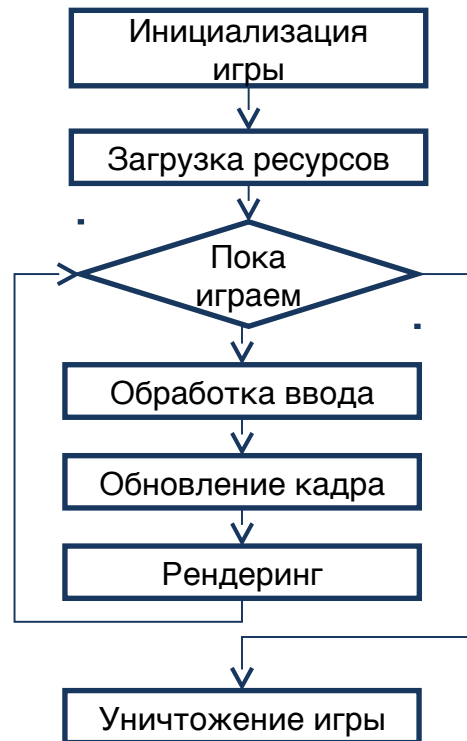 Инициализация
игры
Загрузка ресурсов
Пока
играем
Обработка ввода
Обновление кадра
Рендеринг
Уничтожение игры